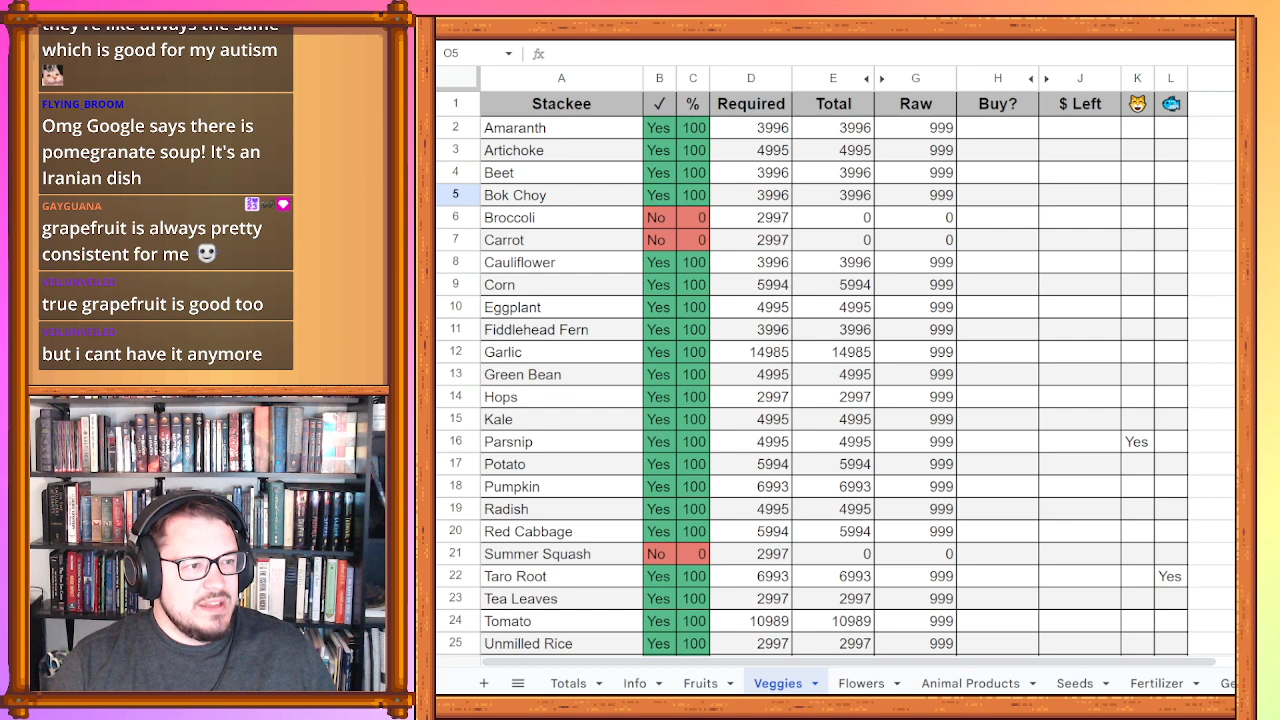 they're like always the same
which is good for my autism
FLYING_BROOM
Omg Google says there is
pomegranate soup! It's an
Iranian dish
GAYGUANA
grapefruit is always pretty
consistent for me
true grapefruit is good too
but i cant have it anymore
O5
fx
A B C D E G H J K L
1 Stackee ✓ % Required Total Raw Buy? $ Left
2 Amaranth Yes 100 3996 3996 999
3 Artichoke Yes 100 4995 4995 999
4 Beet Yes 100 3996 3996 999
5 Bok Choy Yes 100 3996 3996 999
6 Broccoli No 0 2997 0 0
7 Carrot No 0 2997 0 0
8 Cauliflower Yes 100 3996 3996 999
9 Corn Yes 100 5994 5994 999
10 Eggplant Yes 100 4995 4995 999
11 Fiddlehead Fern Yes 100 3996 3996 999
12 Garlic Yes 100 14985 14985 999
13 Green Bean Yes 100 4995 4995 999
14 Hops Yes 100 2997 2997 999
15 Kale Yes 100 4995 4995 999
16 Parsnip Yes 100 4995 4995 999 Yes
17 Potato Yes 100 5994 5994 999
18 Pumpkin Yes 100 6993 6993 999
19 Radish Yes 100 4995 4995 999
20 Red Cabbage Yes 100 5994 5994 999
21 Summer Squash No 0 2997 0 0
22 Taro Root Yes 100 6993 6993 999 Yes
23 Tea Leaves Yes 100 2997 2997 999
24 Tomato Yes 100 10989 10989 999
25 Unmilled Rice Yes 100 2997 2997 999
+ Totals Info Fruits Veggies Flowers Animal Products Seeds Fertilizer Ge